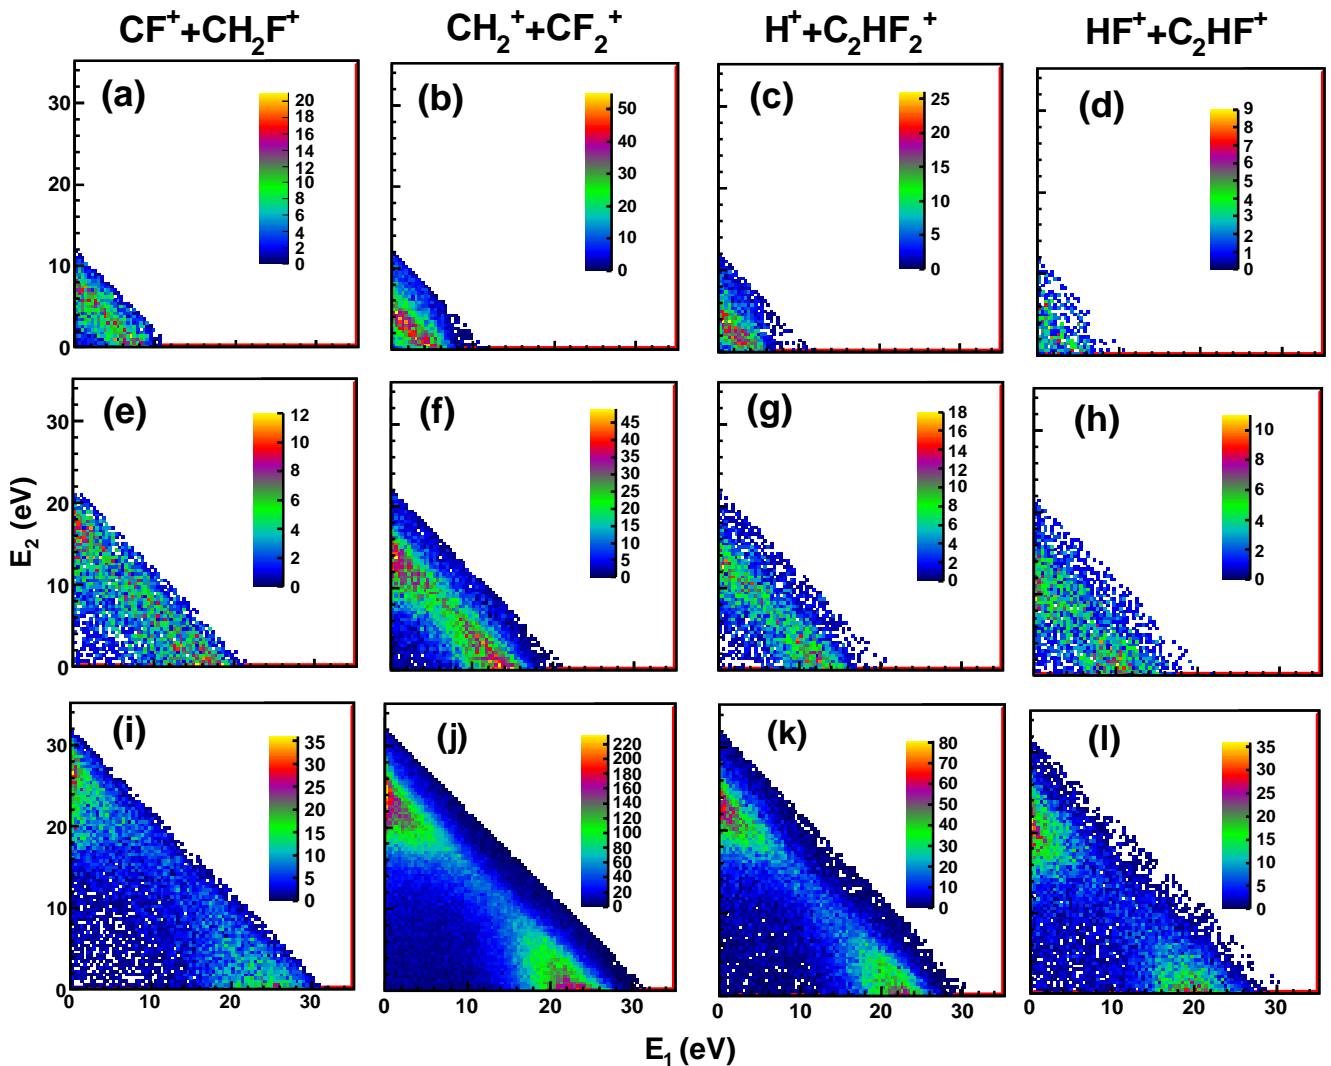 CF⁺+CH₂F⁺ CH₂⁺+CF₂⁺ H⁺+C₂HF₂⁺ HF⁺+C₂HF⁺
(a) (b) (c) (d)
30 20 10 0
20 18 16 14 12 10 8 6 4 2 0
50 40 30 20 10 0
25 20 15 10 5 0
9 8 7 6 5 4 3 2 1 0
(e) (f) (g) (h)
30 20 10 0
12 10 8 6 4 2 0
45 40 35 30 25 20 15 10 5 0
18 16 14 12 10 8 6 4 2 0
10 8 6 4 2 0
E₂ (eV)
(i) (j) (k) (l)
30 20 10 0
35 30 25 20 15 10 5 0
220 200 180 160 140 120 100 80 60 40 20 0
80 70 60 50 40 30 20 10 0
35 30 25 20 15 10 5 0
0 10 20 30 0 10 20 30 0 10 20 30 0 10 20 30
E₁ (eV)